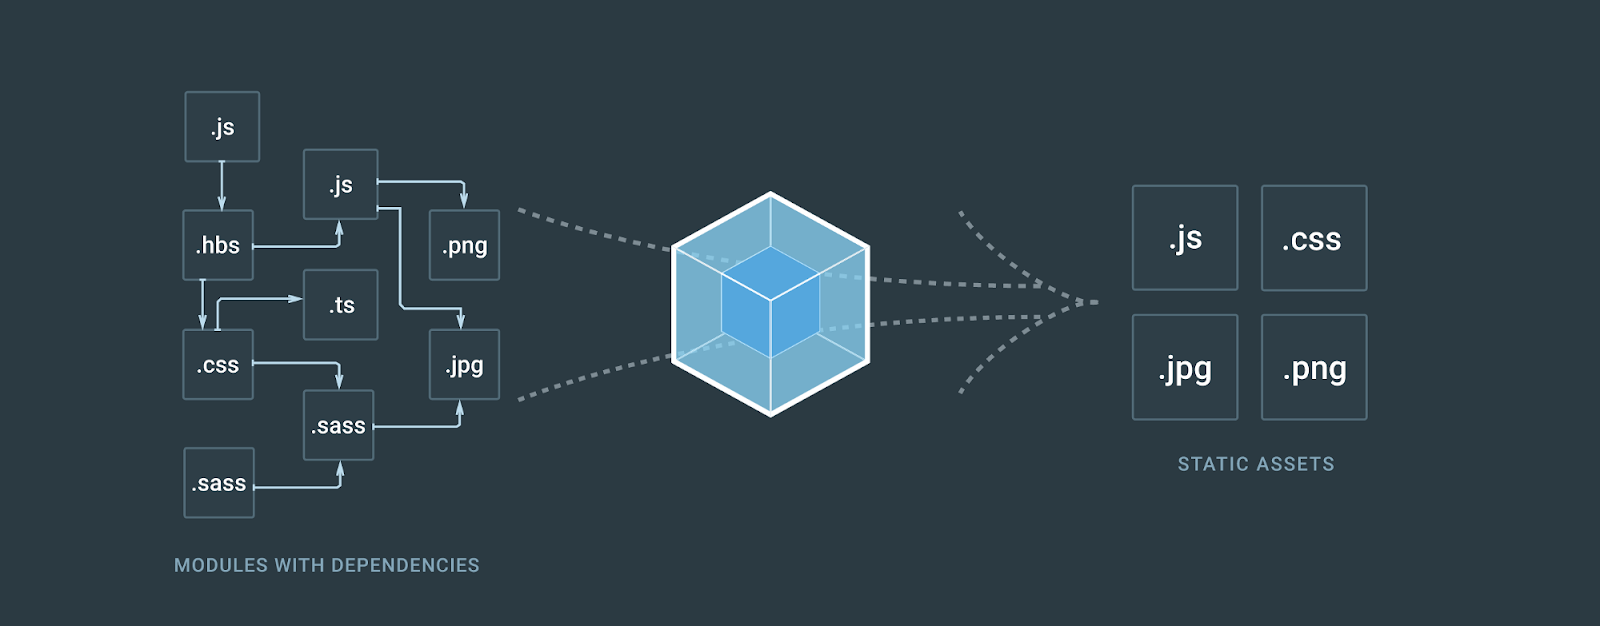 .js
.js
.hbs
.png
.ts
.css
.jpg
.sass
.sass
MODULES WITH DEPENDENCIES
.js
.css
.jpg
.png
STATIC ASSETS